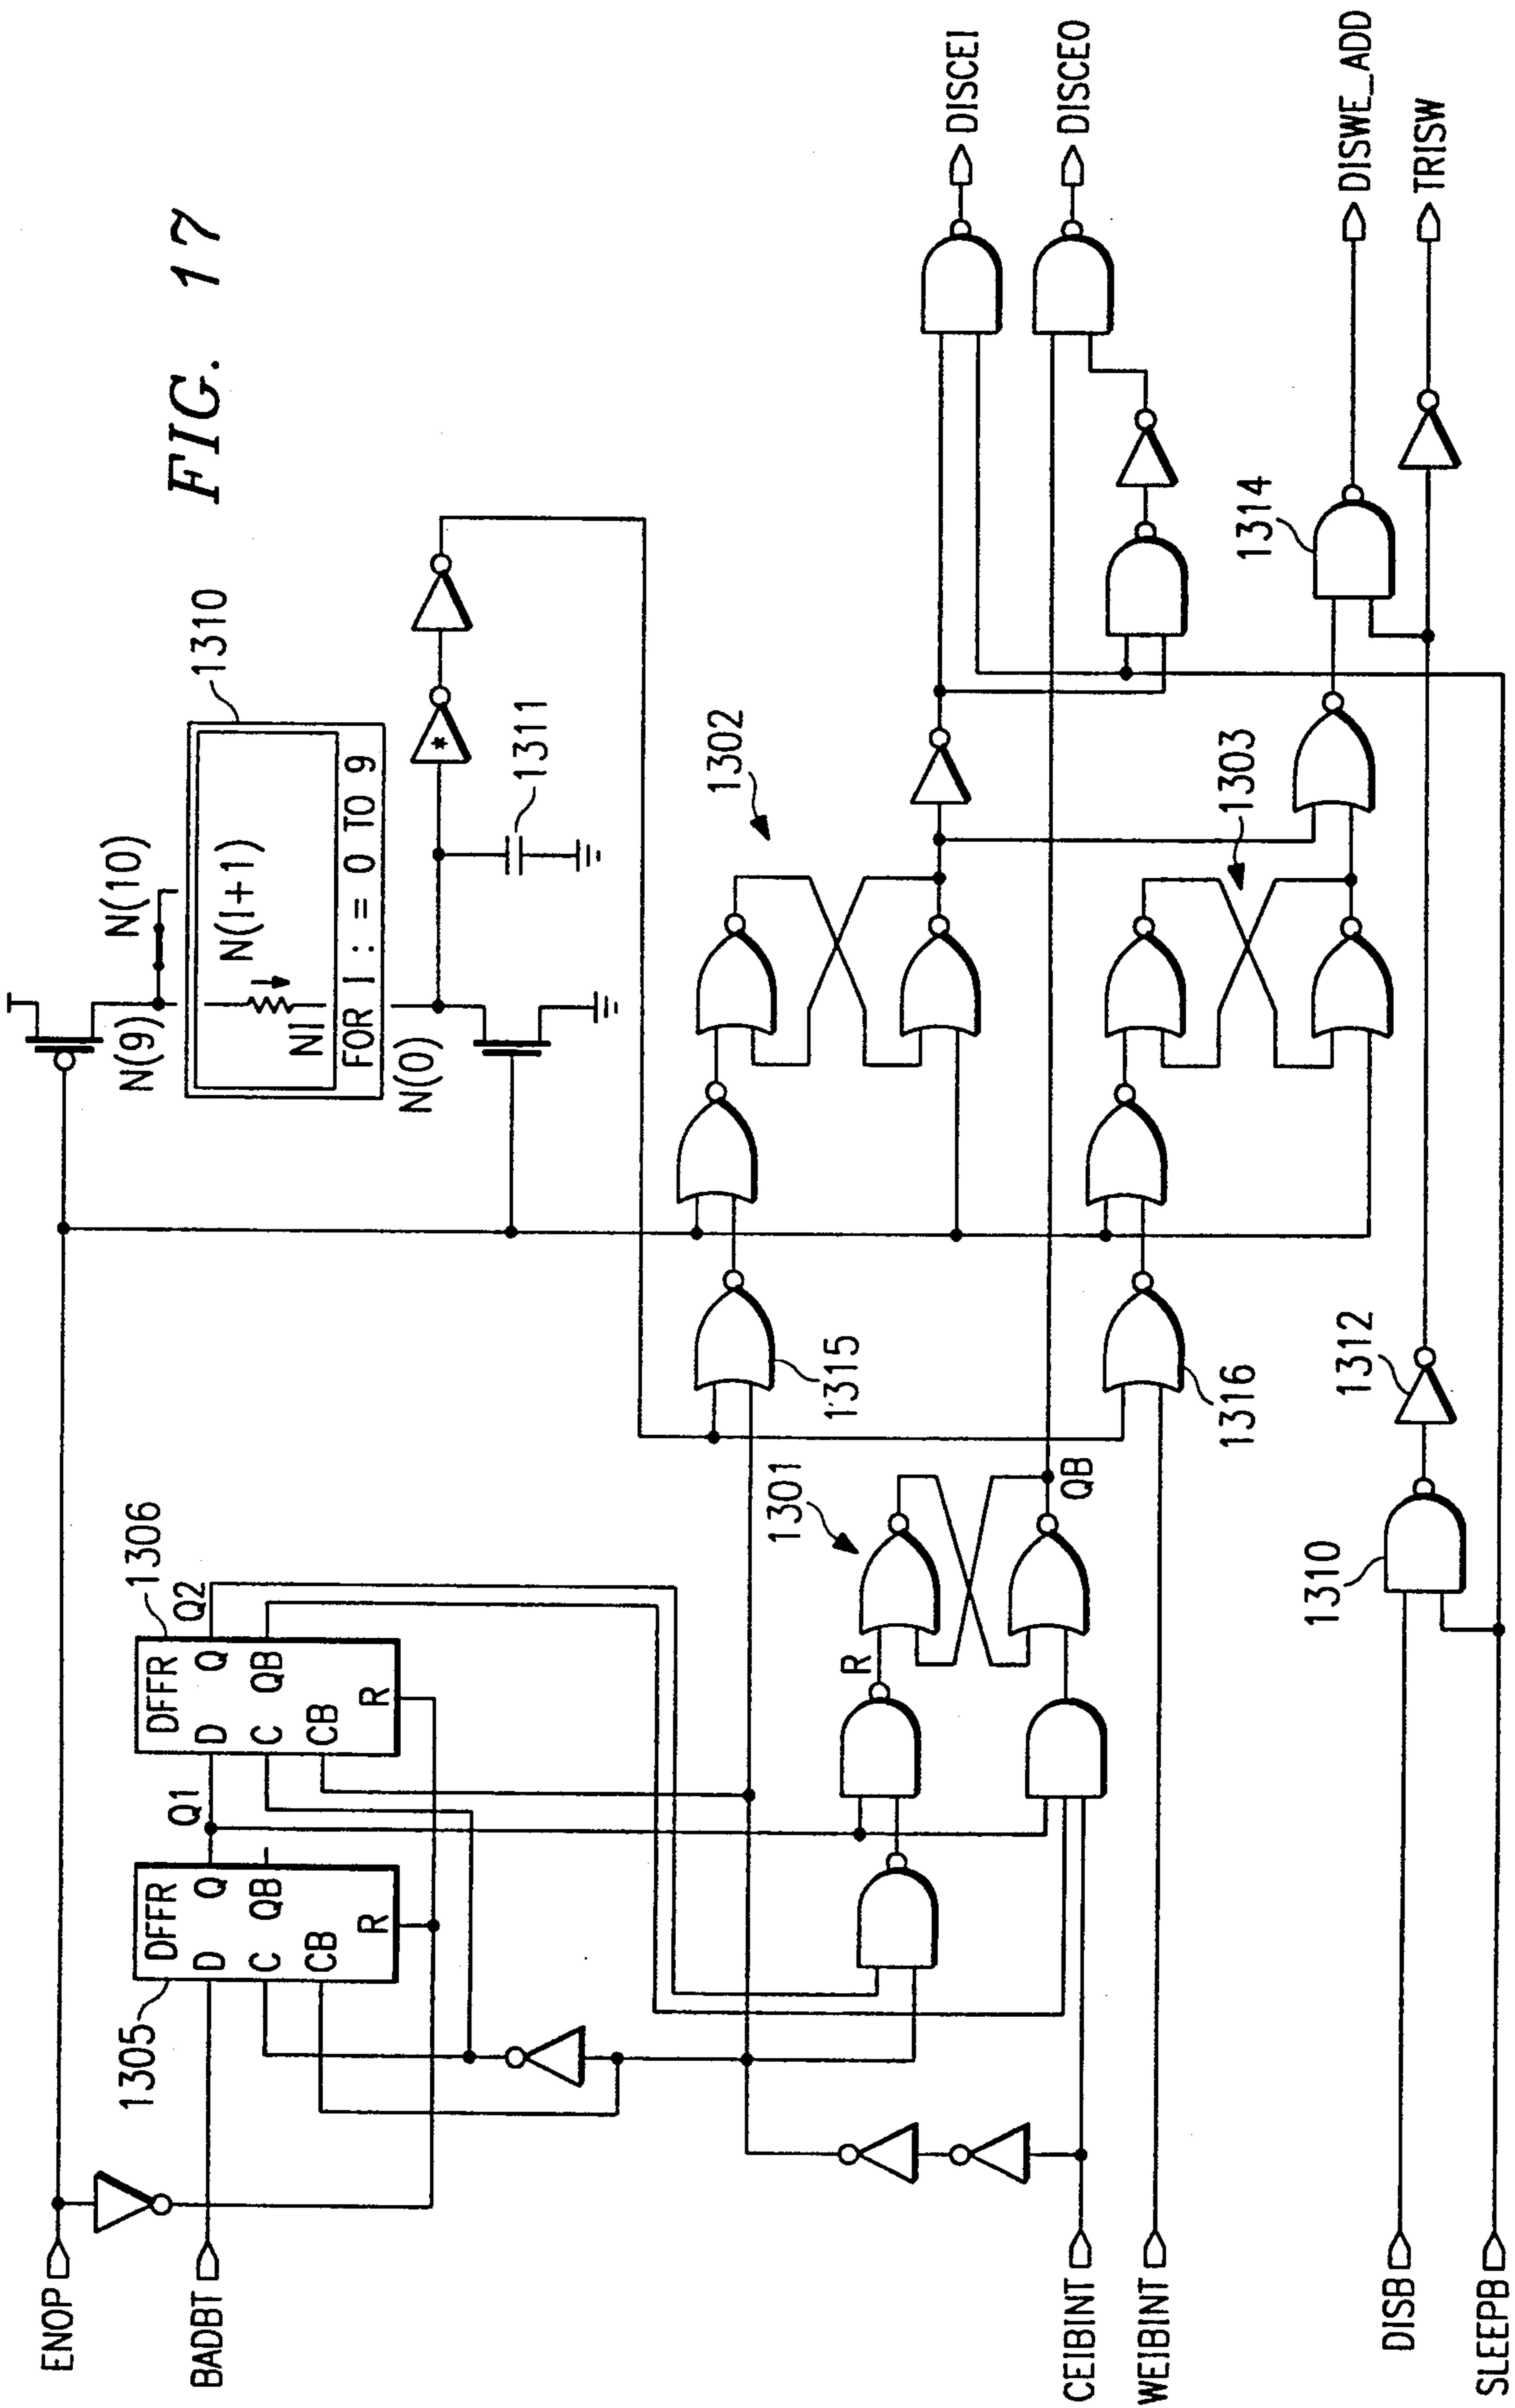 FIG. 17
ENOP
BADBT
CEIBINT
WEIBINT
DISB
SLEEPB
1305
DFFR
D
Q
C
QB
CB
R
Q1
1306
DFFR
D
Q
C
QB
CB
R
Q2
N(9)
N(10)
1310
N(I+1)
NI
FOR I : = 0 TO 9
N(0)
*
1311
1301
R
QB
1315
1316
1302
1303
1310
1312
1314
DISCEI
DISCEO
DISWE_ADD
TRISW